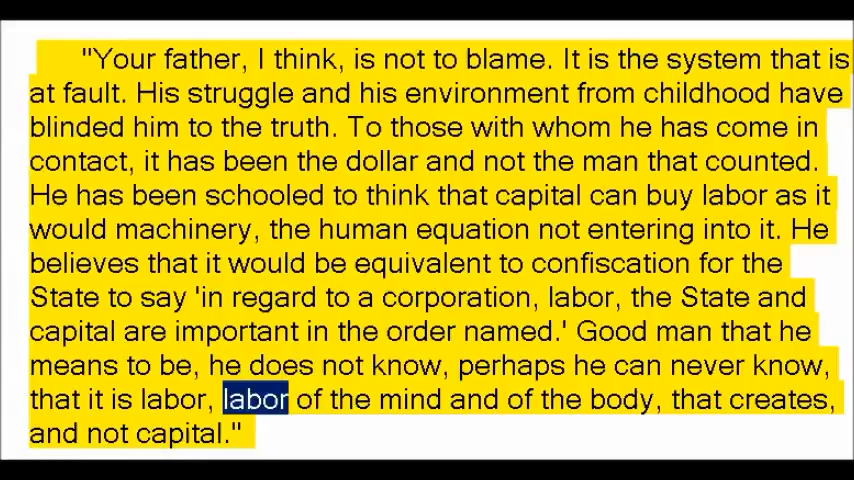 "Your father, I think, is not to blame. It is the system that is
at fault. His struggle and his environment from childhood have
blinded him to the truth. To those with whom he has come in
contact, it has been the dollar and not the man that counted.
He has been schooled to think that capital can buy labor as it
would machinery, the human equation not entering into it. He
believes that it would be equivalent to confiscation for the
State to say 'in regard to a corporation, labor, the State and
capital are important in the order named.' Good man that he
means to be, he does not know, perhaps he can never know,
that it is labor, labor of the mind and of the body, that creates,
and not capital."